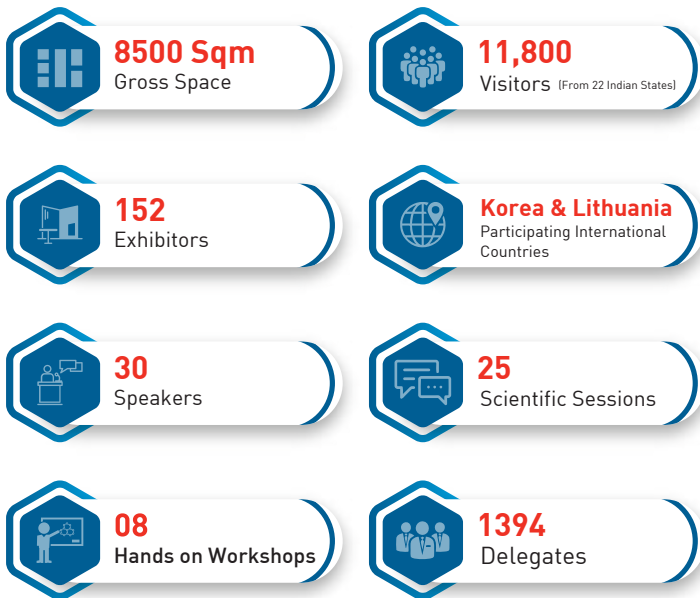 8500 Sqm
Gross Space
11,800
Visitors (From 22 Indian States)
152
Exhibitors
Korea & Lithuania
Participating International
Countries
30
Speakers
25
Scientific Sessions
08
Hands on Workshops
1394
Delegates